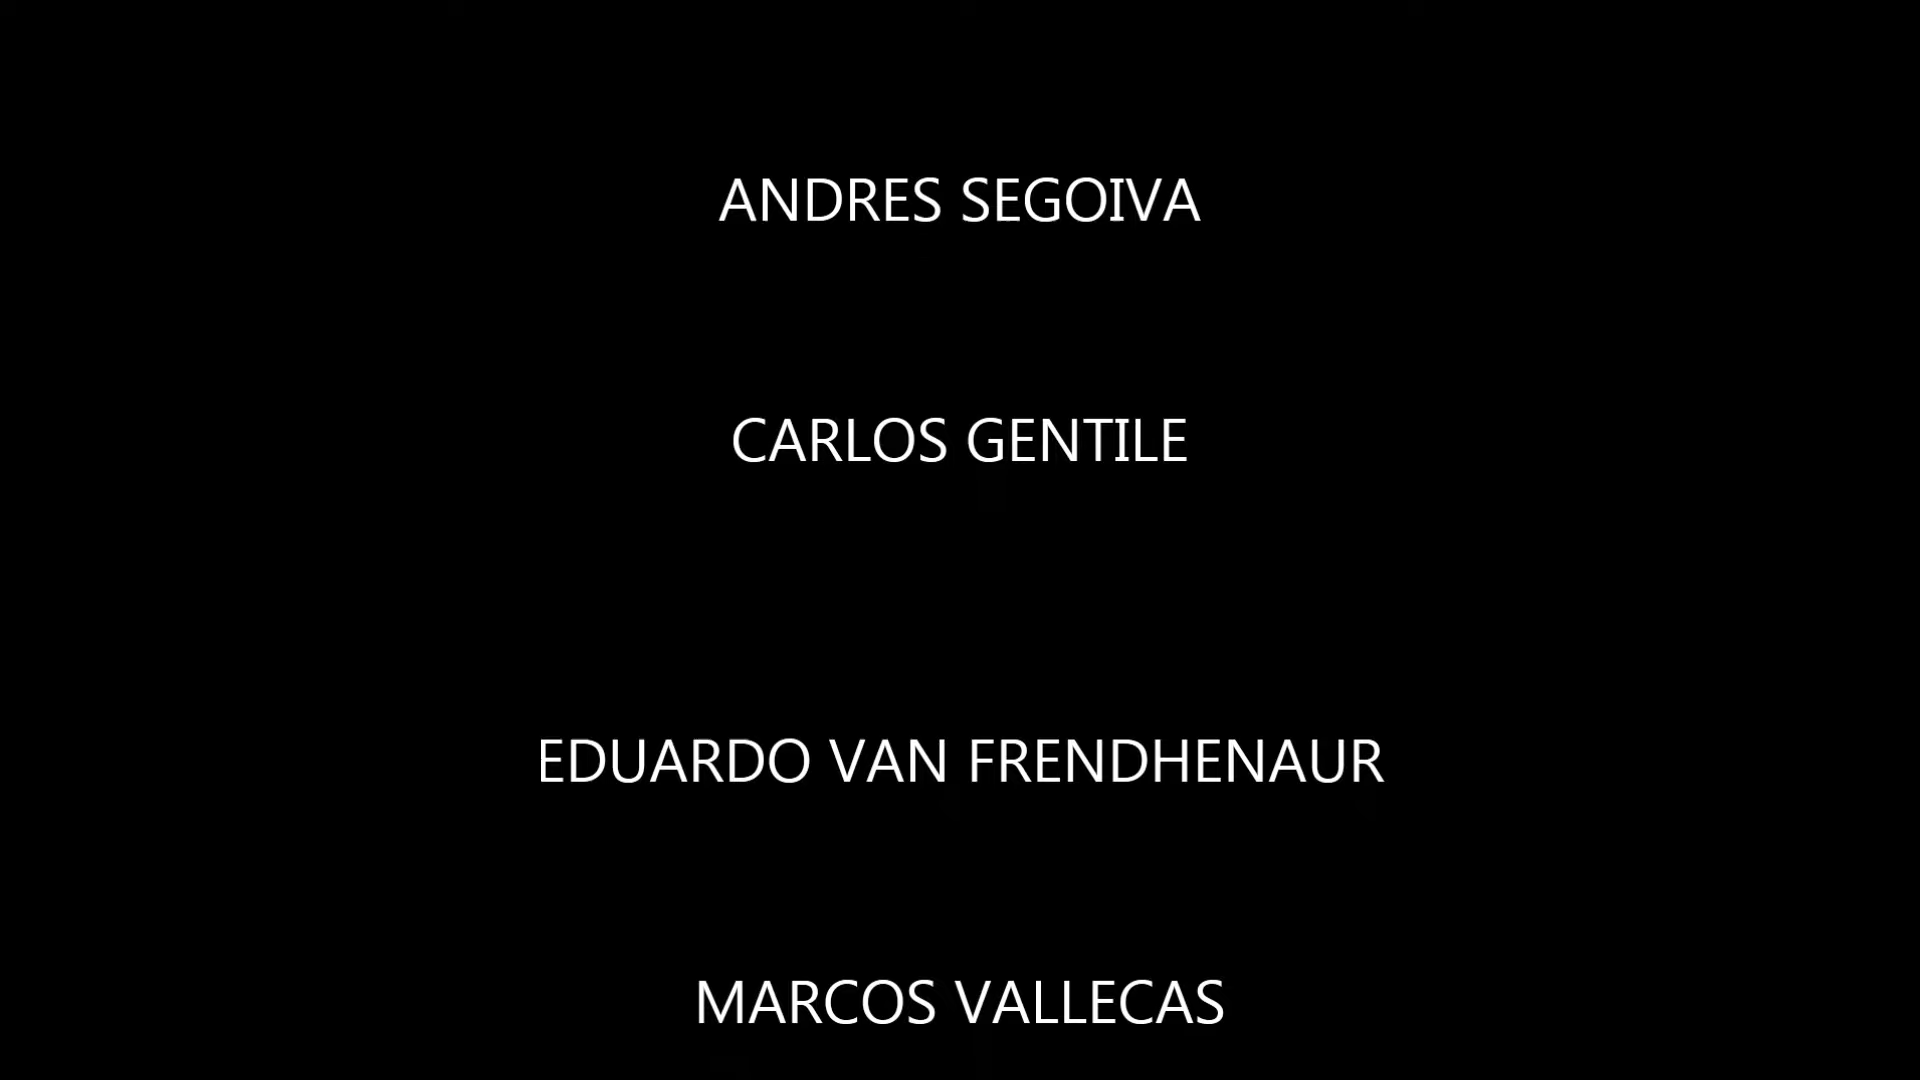 ANDRES SEGOIVA
CARLOS GENTILE
EDUARDO VAN FRENDHENAUR
MARCOS VALLECAS